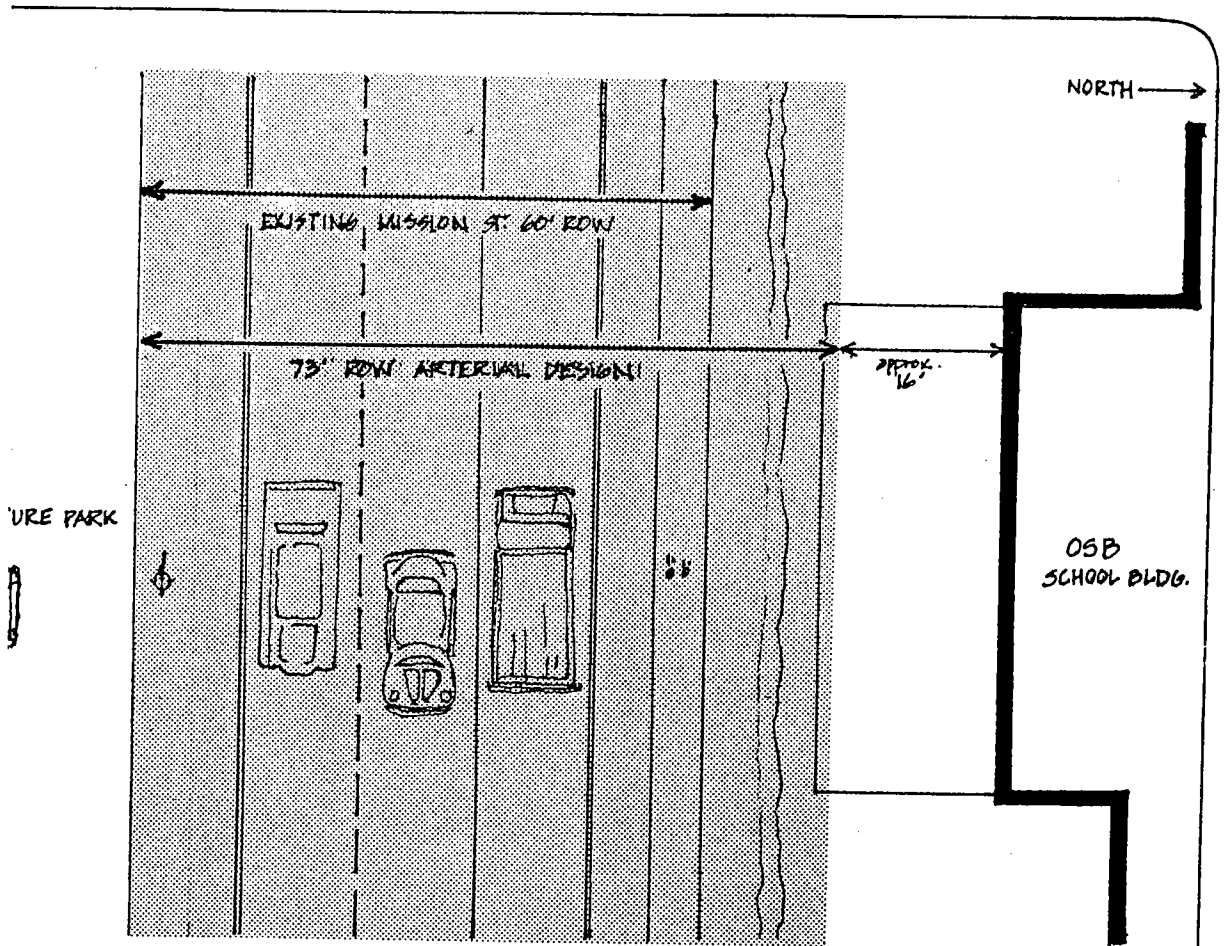 NORTH
EXISTING MISSION ST. 60' ROW
73' ROW ARTERIAL DESIGN
approx.
16'
URE PARK
OSB
SCHOOL BLDG.